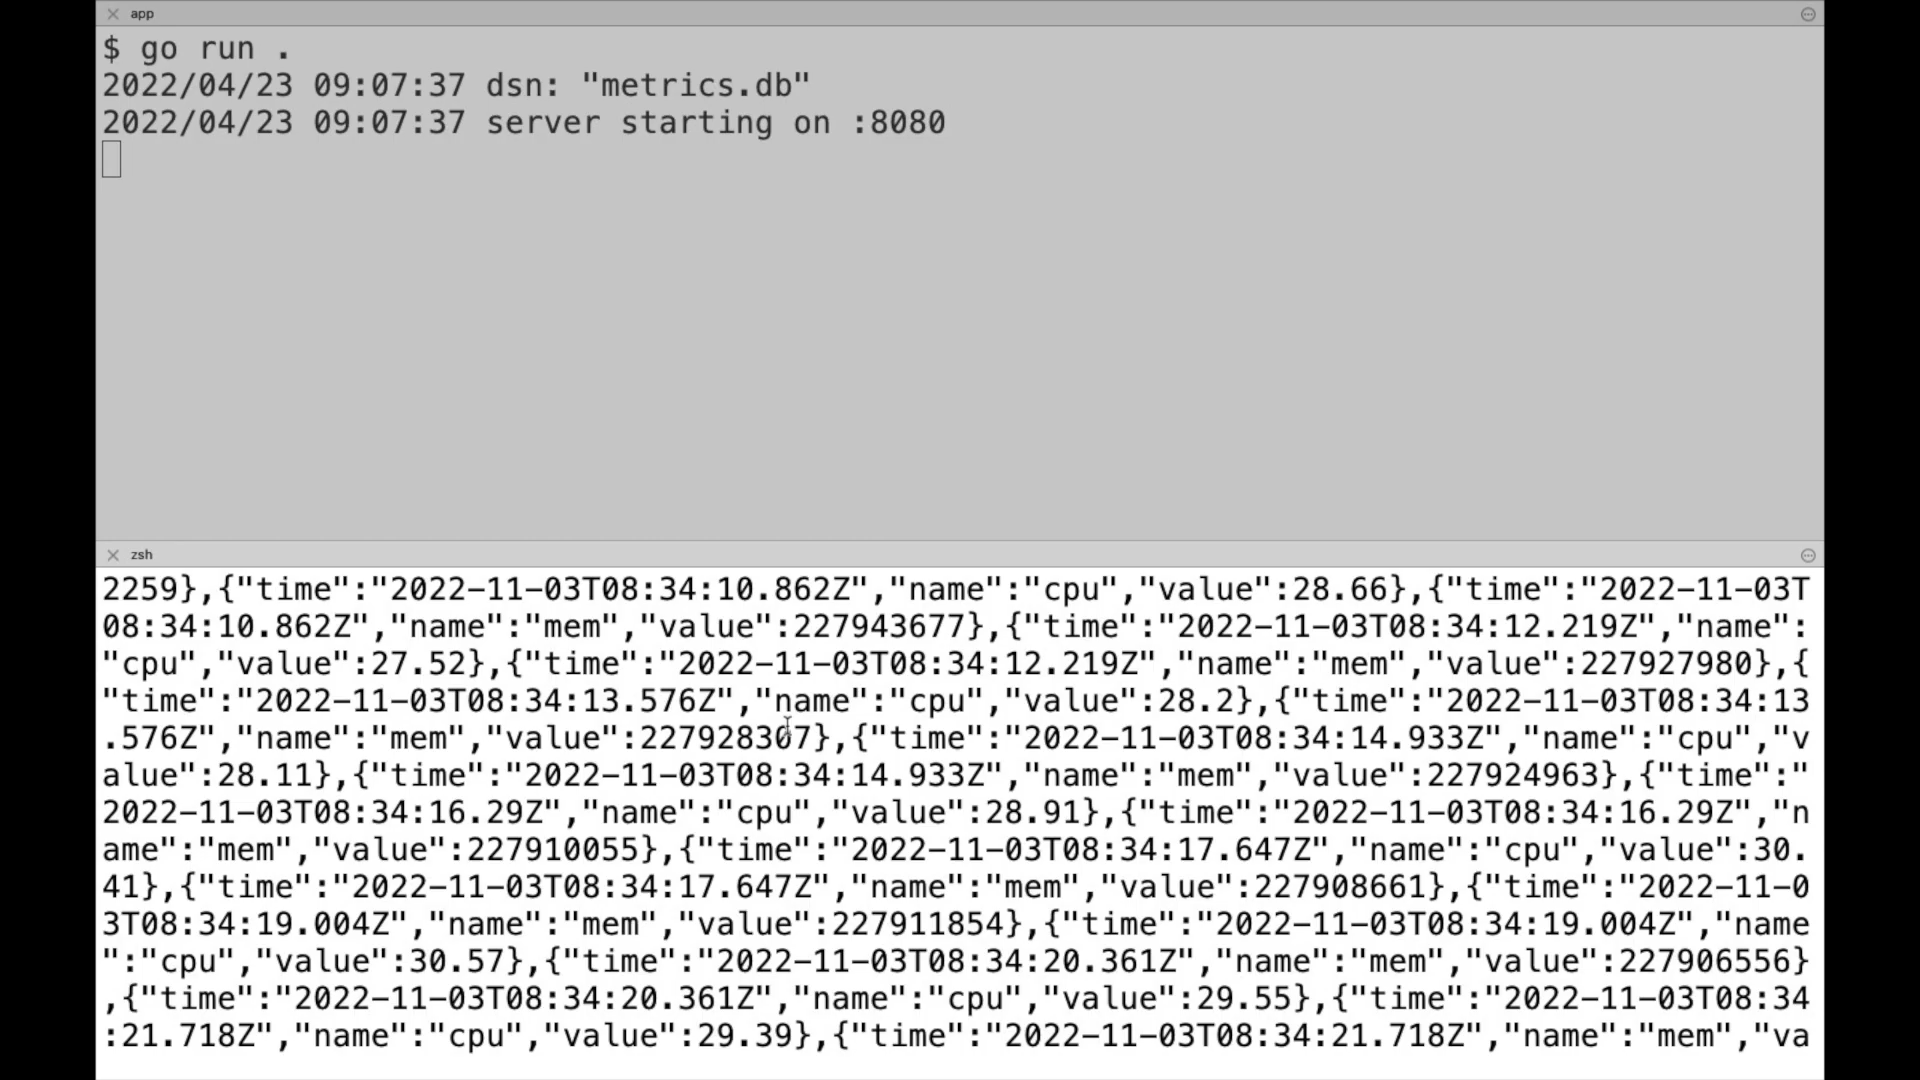 app
$ go run .
2022/04/23 09:07:37 dsn: "metrics.db"
2022/04/23 09:07:37 server starting on :8080
zsh
2259},{"time":"2022-11-03T08:34:10.862Z","name":"cpu","value":28.66},{"time":"2022-11-03T
08:34:10.862Z","name":"mem","value":227943677},{"time":"2022-11-03T08:34:12.219Z","name":
"cpu","value":27.52},{"time":"2022-11-03T08:34:12.219Z","name":"mem","value":227927980},{
"time":"2022-11-03T08:34:13.576Z","name":"cpu","value":28.2},{"time":"2022-11-03T08:34:13
.576Z","name":"mem","value":227928307},{"time":"2022-11-03T08:34:14.933Z","name":"cpu","v
alue":28.11},{"time":"2022-11-03T08:34:14.933Z","name":"mem","value":227924963},{"time":"
2022-11-03T08:34:16.29Z","name":"cpu","value":28.91},{"time":"2022-11-03T08:34:16.29Z","n
ame":"mem","value":227910055},{"time":"2022-11-03T08:34:17.647Z","name":"cpu","value":30.
41},{"time":"2022-11-03T08:34:17.647Z","name":"mem","value":227908661},{"time":"2022-11-0
3T08:34:19.004Z","name":"mem","value":227911854},{"time":"2022-11-03T08:34:19.004Z","name
":"cpu","value":30.57},{"time":"2022-11-03T08:34:20.361Z","name":"mem","value":227906556}
,{"time":"2022-11-03T08:34:20.361Z","name":"cpu","value":29.55},{"time":"2022-11-03T08:34
:21.718Z","name":"cpu","value":29.39},{"time":"2022-11-03T08:34:21.718Z","name":"mem","va